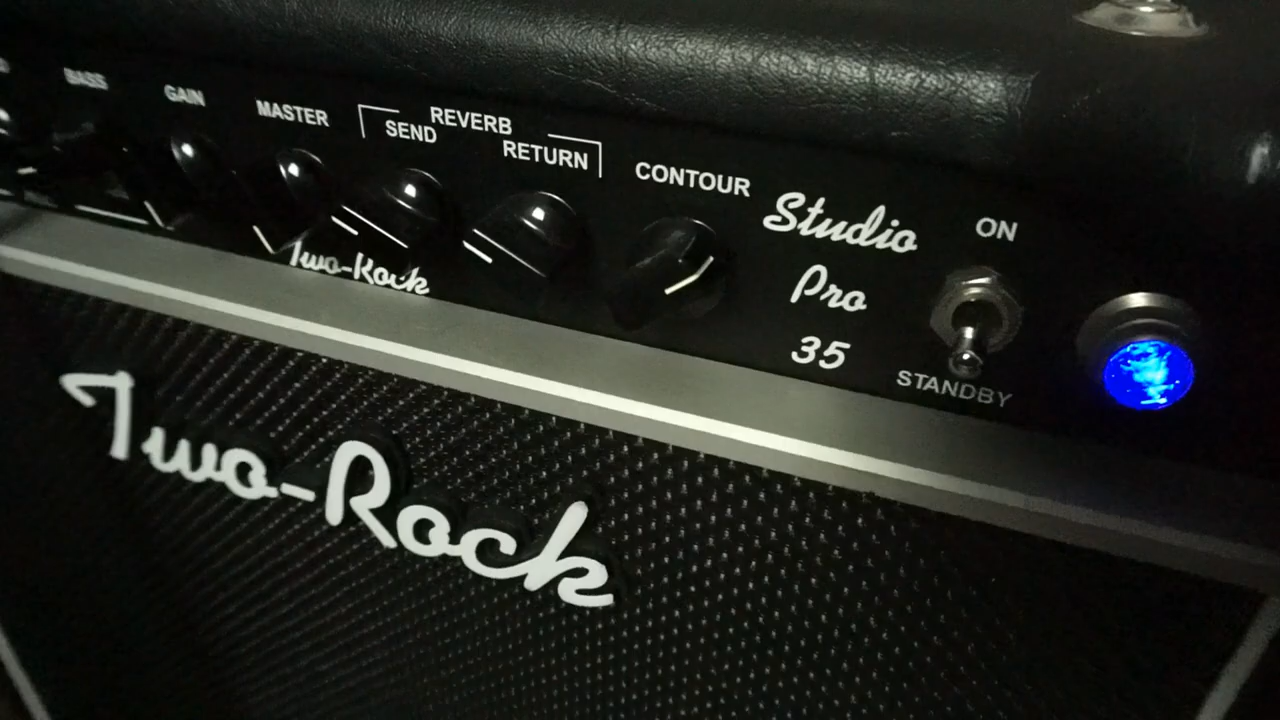 BASS
GAIN
MASTER
REVERB
SEND
RETURN
CONTOUR
Studio
Pro
35
ON
STANDBY
Two-Rock
Two-Rock